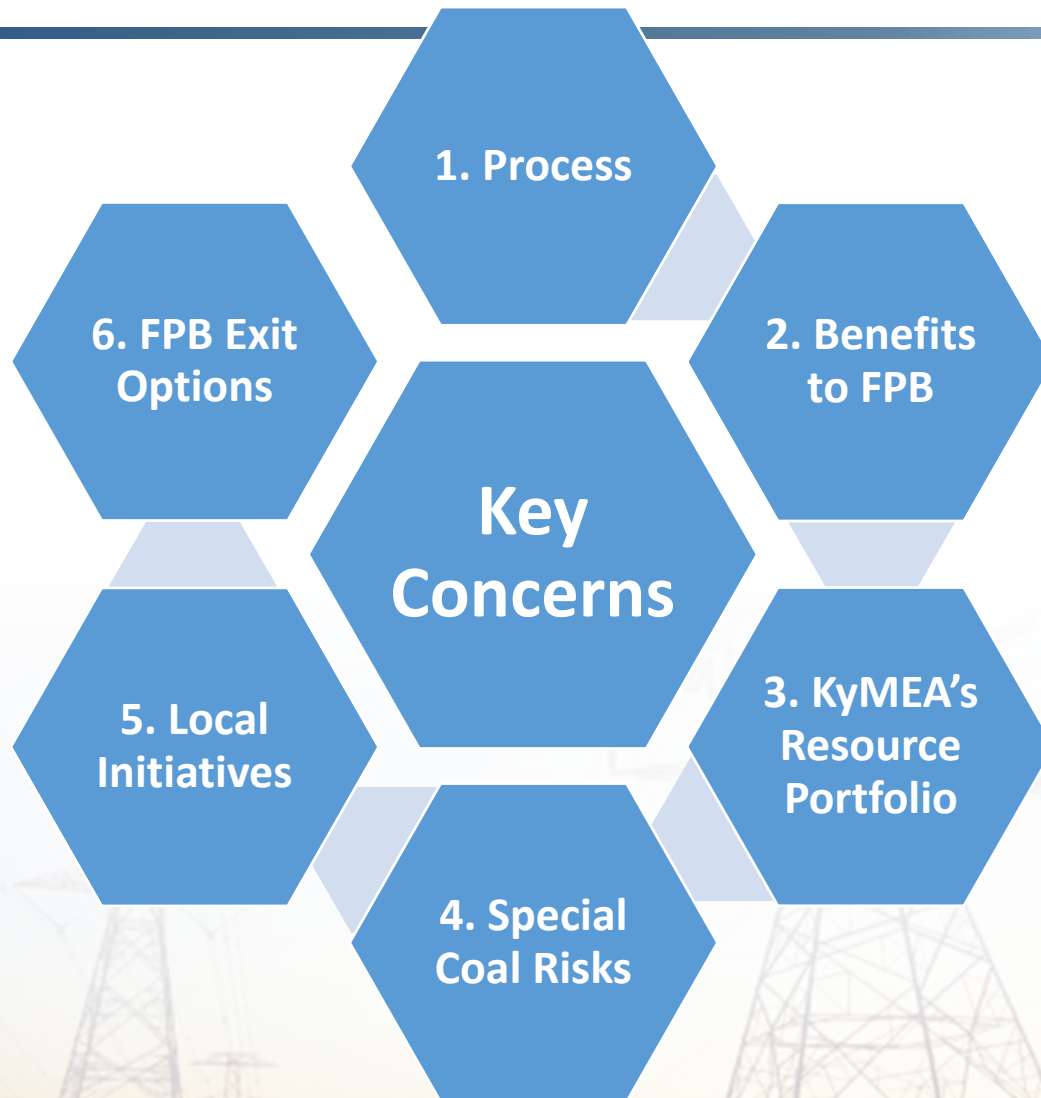 1. Process
2. Benefits
to FPB
3. KyMEA’s
Resource
Portfolio
4. Special
Coal Risks
5. Local
Initiatives
6. FPB Exit
Options
Key
Concerns